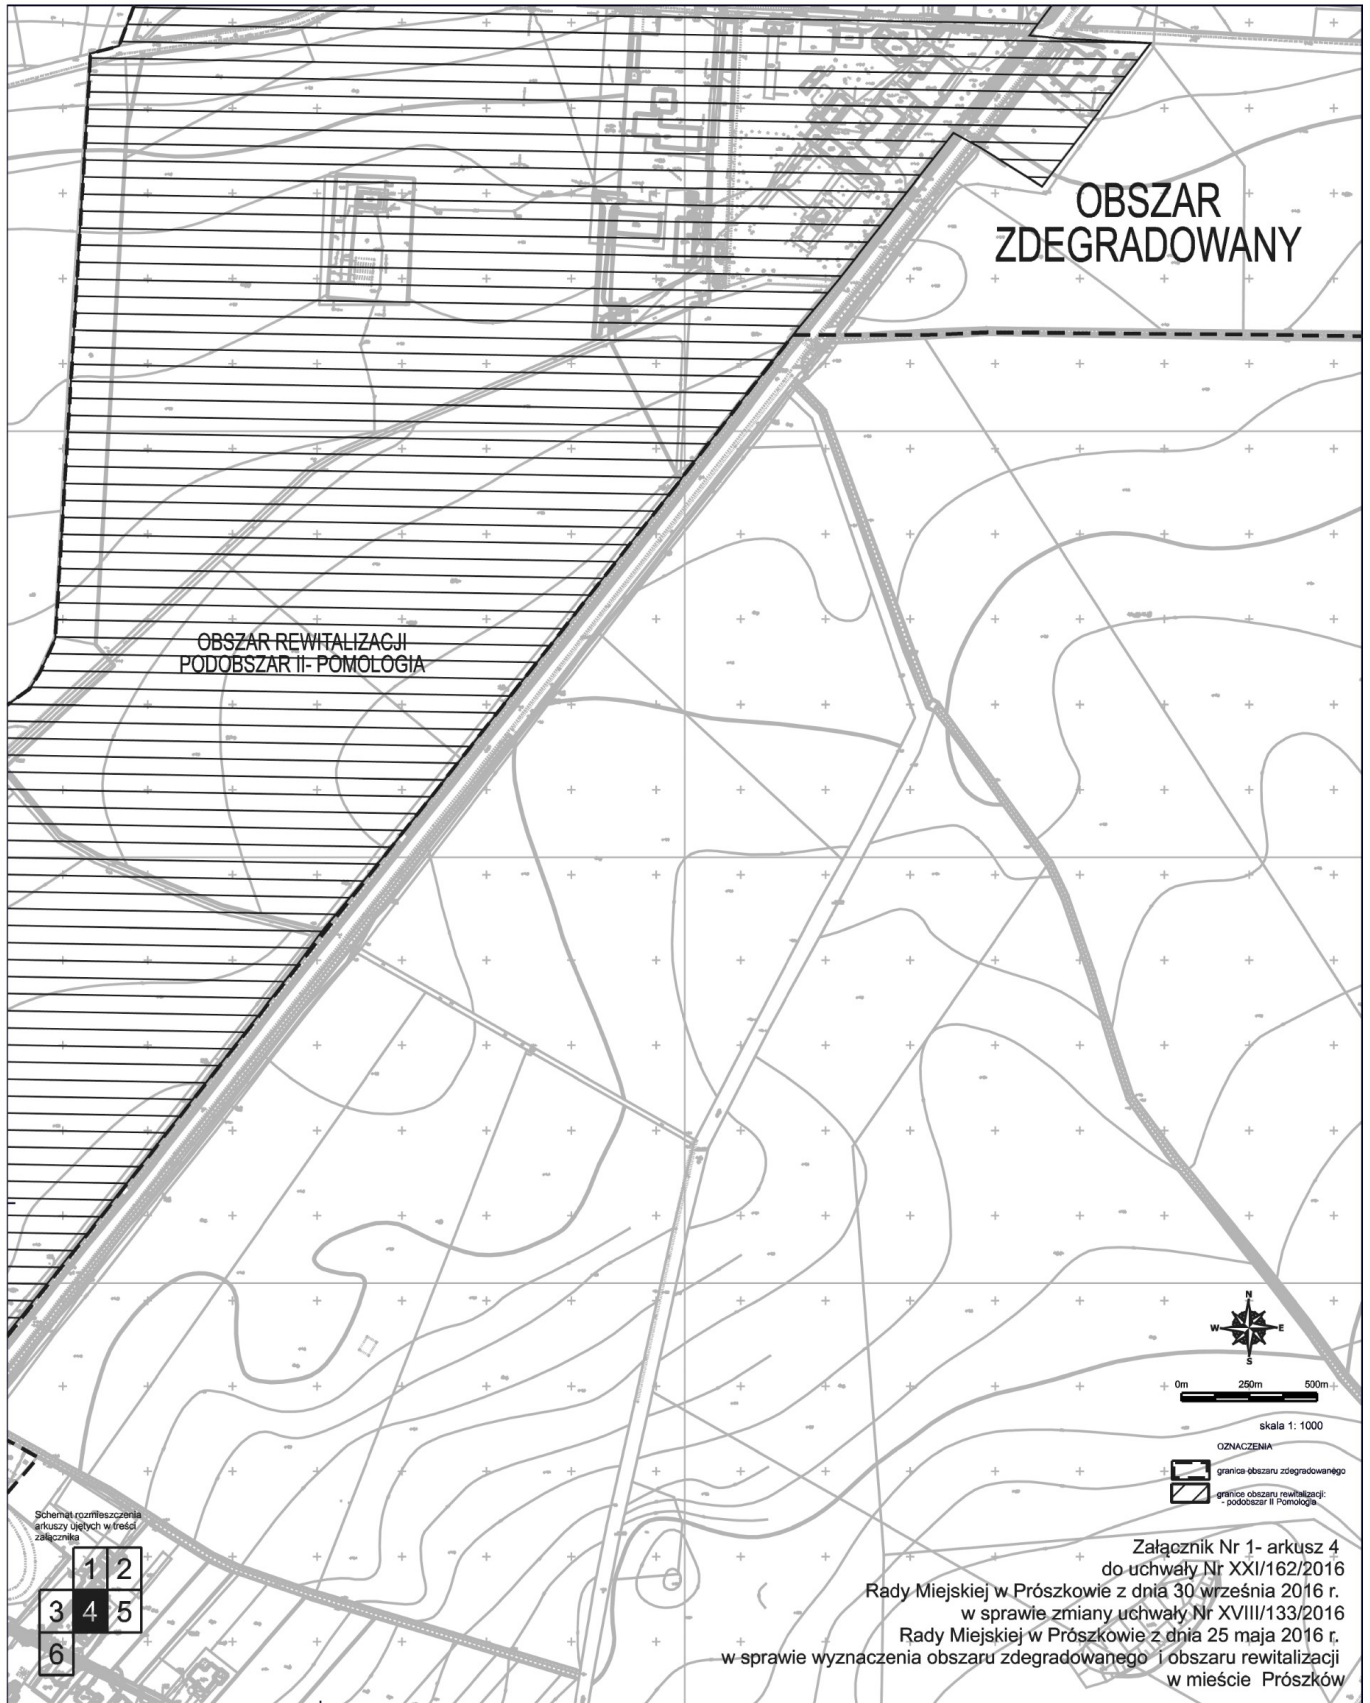 OBSZAR
ZDEGRADOWANY
OBSZAR REWITALIZACJI
PODOBSZAR II- POMOLOGIA
N
W
E
S
0m 250m 500m
skala 1: 1000
OZNACZENIA
granica obszaru zdegradowanego
granice obszaru rewitalizacji:
- podobszar II Pomologia
Schemat rozmieszczenia
arkuszy ujętych w treści
załącznika
1 2
3 4 5
6
Załącznik Nr 1- arkusz 4
do uchwały Nr XXI/162/2016
Rady Miejskiej w Prószkowie z dnia 30 września 2016 r.
w sprawie zmiany uchwały Nr XVIII/133/2016
Rady Miejskiej w Prószkowie z dnia 25 maja 2016 r.
w sprawie wyznaczenia obszaru zdegradowanego i obszaru rewitalizacji
w mieście Prószków